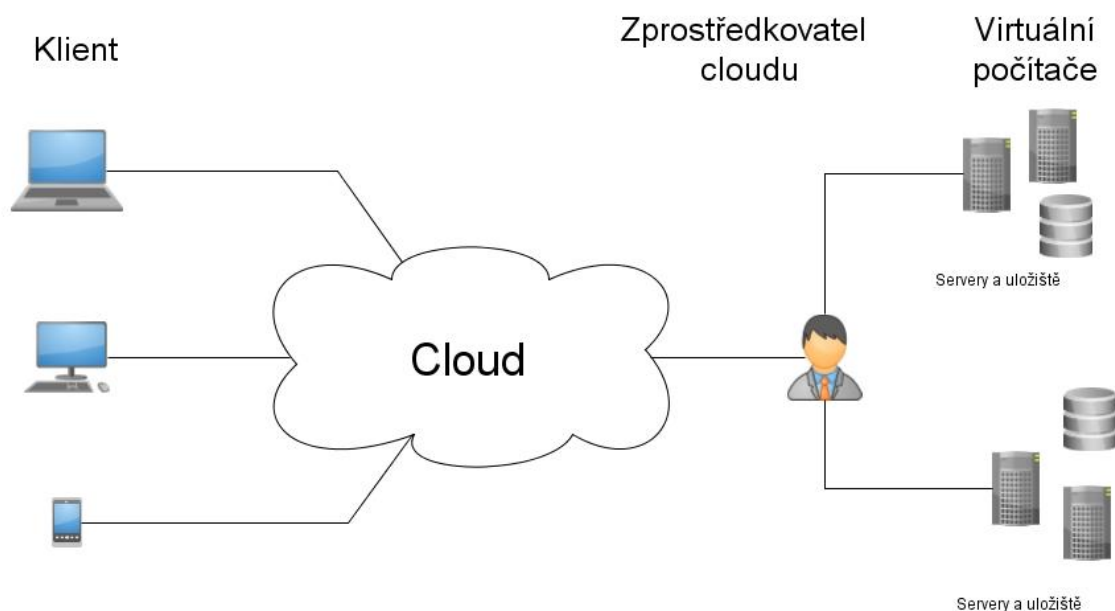 Klient
Zprostředkovatel
cloudu
Virtuální
počítače
Servery a uložiště
Cloud
Servery a uložiště